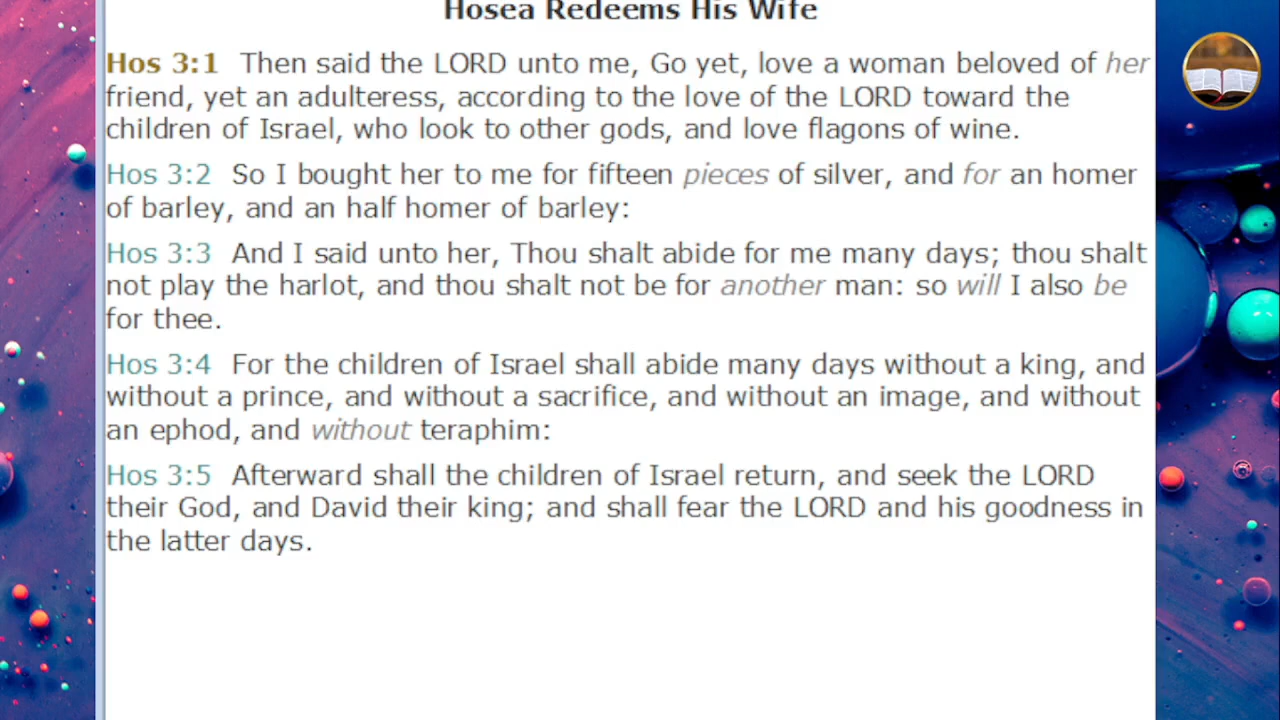 Hosea Redeems His Wife
Hos 3:1 Then said the LORD unto me, Go yet, love a woman beloved of her
friend, yet an adulteress, according to the love of the LORD toward the
children of Israel, who look to other gods, and love flagons of wine.
Hos 3:2 So I bought her to me for fifteen pieces of silver, and for an homer
of barley, and an half homer of barley:
Hos 3:3 And I said unto her, Thou shalt abide for me many days; thou shalt
not play the harlot, and thou shalt not be for another man: so will I also be
for thee.
Hos 3:4 For the children of Israel shall abide many days without a king, and
without a prince, and without a sacrifice, and without an image, and without
an ephod, and without teraphim:
Hos 3:5 Afterward shall the children of Israel return, and seek the LORD
their God, and David their king; and shall fear the LORD and his goodness in
the latter days.